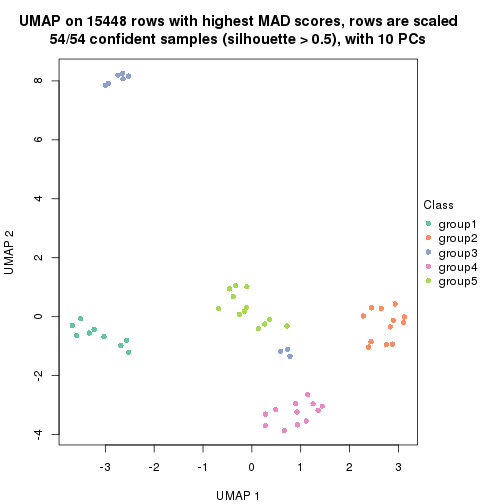 UMAP on 15448 rows with highest MAD scores, rows are scaled
54/54 confident samples (silhouette > 0.5), with 10 PCs
8
6
4
2
0
-2
-4
UMAP 2
-3
-2
-1
0
1
2
3
UMAP 1
Class
group1
group2
group3
group4
group5